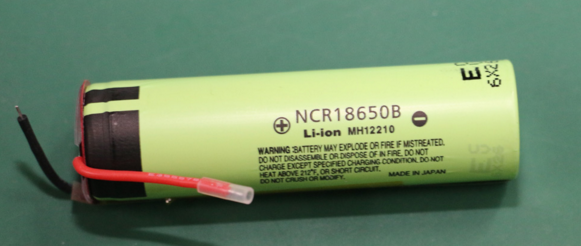 NCR18650B
Li-ion MH12210
WARNING:BATTERY MAY EXPLODE OR FIRE IF MISTREATED.
DO NOT DISASSEMBLE OR DISPOSE OF IN FIRE, DO NOT
CHARGE EXCEPT SPECIFIED CHARGING CONDITION, DO NOT
HEAT ABOVE 212°F, OR SHORT CIRCUIT.
DO NOT CRUSH OR MODIFY.
MADE IN JAPAN